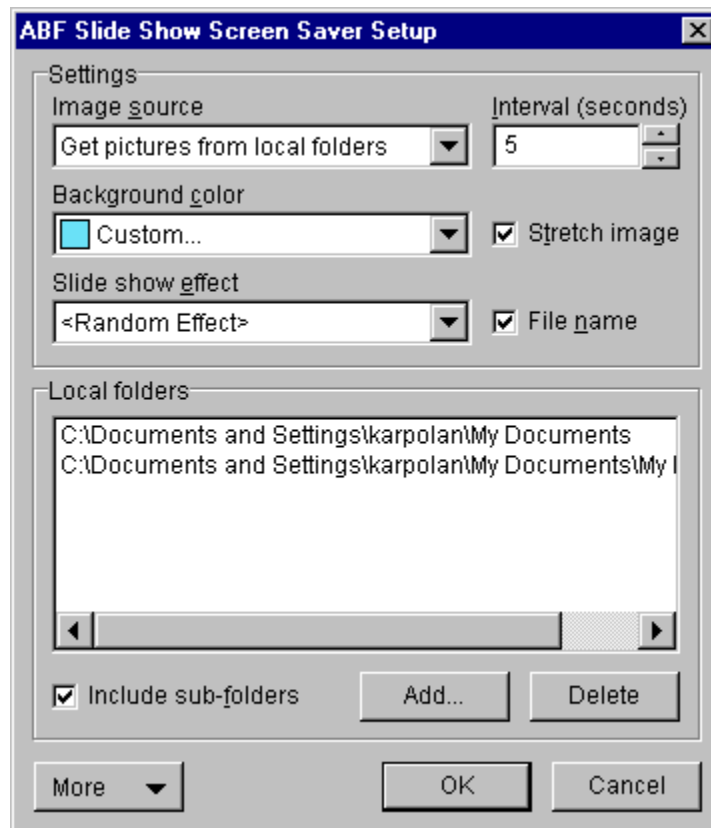 ABF Slide Show Screen Saver Setup
Settings
Image source
Interval (seconds)
Get pictures from local folders
5
Background color
Custom...
Stretch image
Slide show effect
<Random Effect>
File name
Local folders
C:\Documents and Settings\karpolan\My Documents
C:\Documents and Settings\karpolan\My Documents\My
Include sub-folders
Add...
Delete
More
OK
Cancel